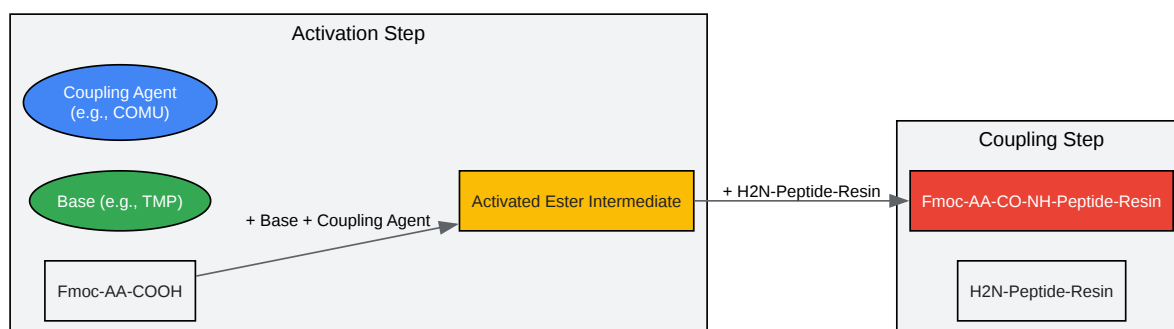 Activation Step
Coupling Agent
(e.g., COMU)
Base (e.g., TMP)
+ Base + Coupling Agent
Fmoc-AA-COOH
Activated Ester Intermediate
+ H2N-Peptide-Resin
Coupling Step
Fmoc-AA-CO-NH-Peptide-Resin
H2N-Peptide-Resin